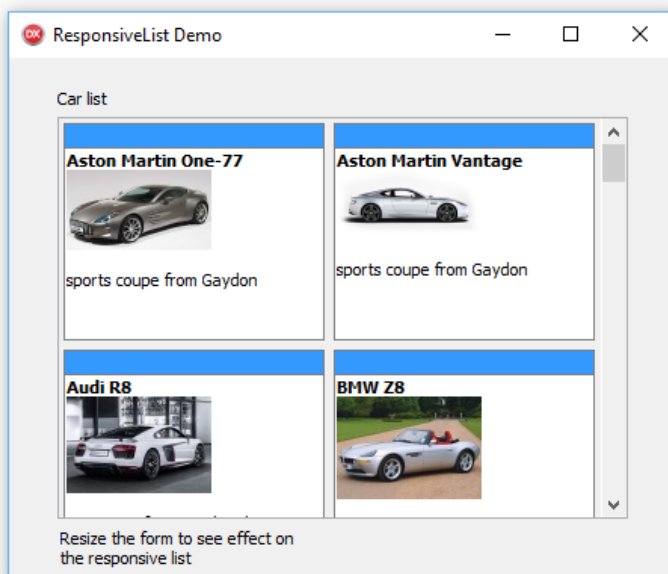 DX ResponsiveList Demo
Car list
Aston Martin One-77
Aston Martin Vantage
sports coupe from Gaydon
sports coupe from Gaydon
Audi R8
BMW Z8
Resize the form to see effect on
the responsive list